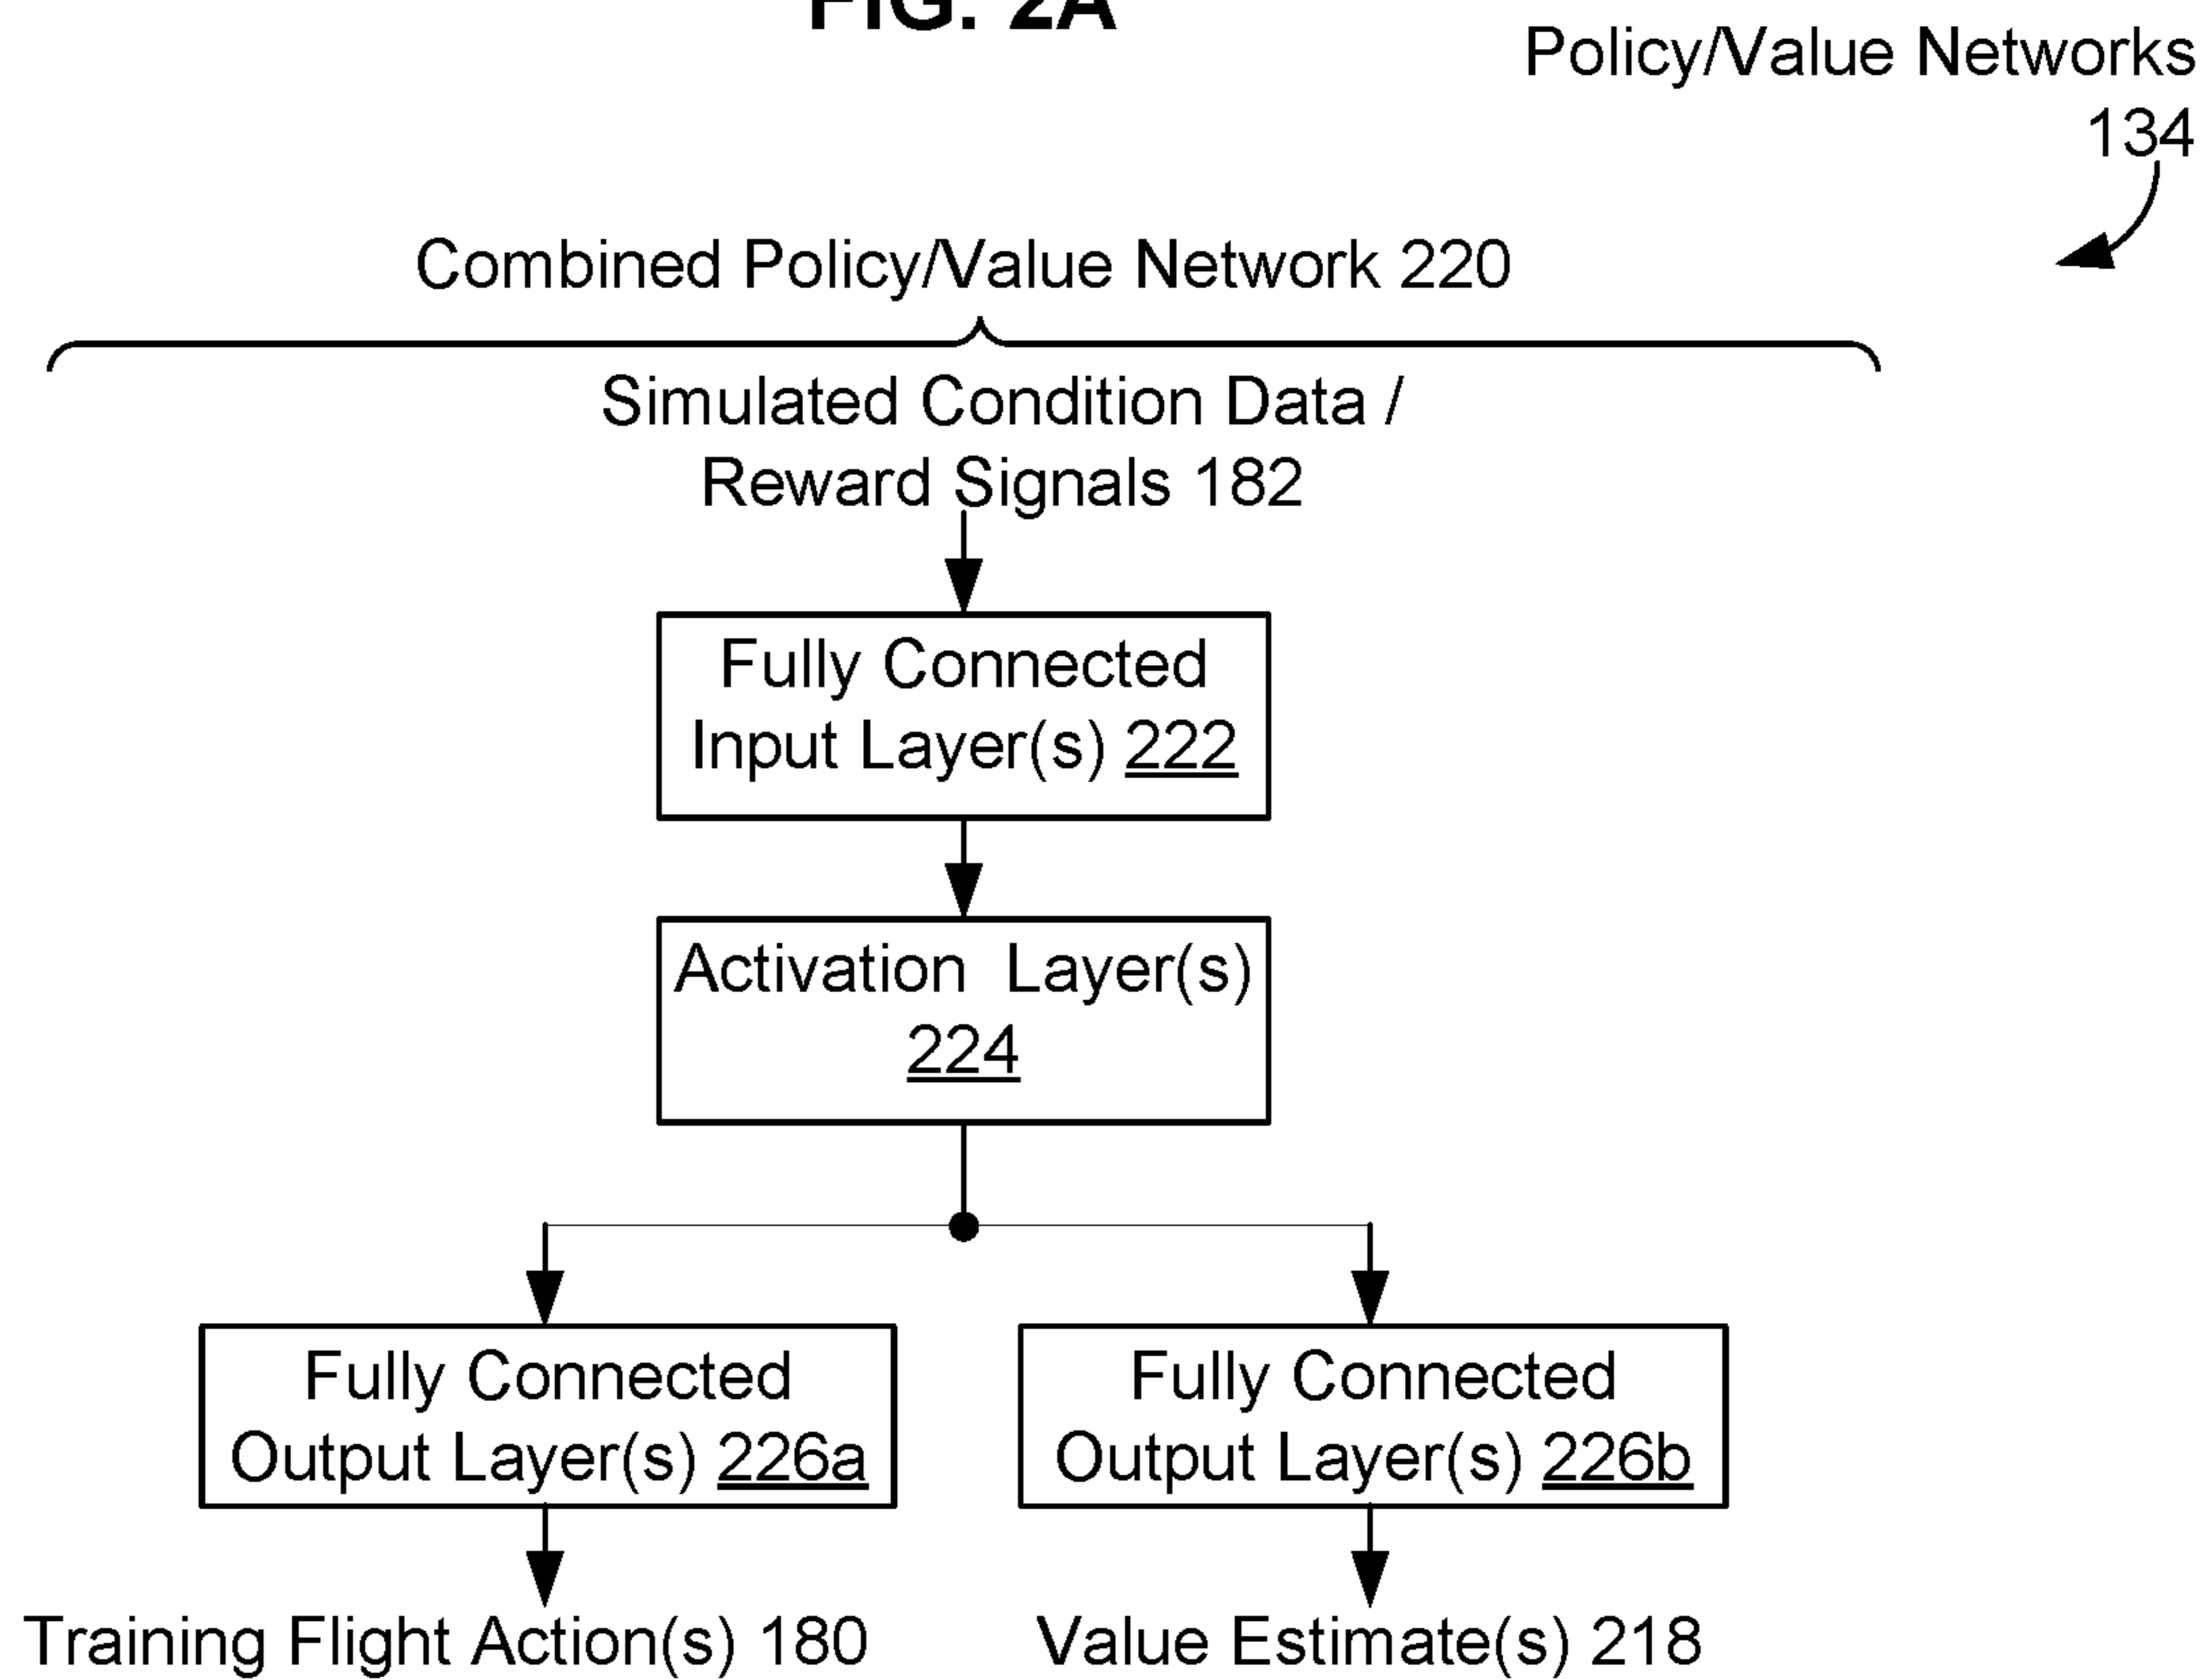 FIG. 2A
Policy/Value Networks
134
Combined Policy/Value Network 220
Simulated Condition Data /
Reward Signals 182
Fully Connected
Input Layer(s) 222
Activation Layer(s)
224
Fully Connected
Output Layer(s) 226a
Fully Connected
Output Layer(s) 226b
Training Flight Action(s) 180
Value Estimate(s) 218